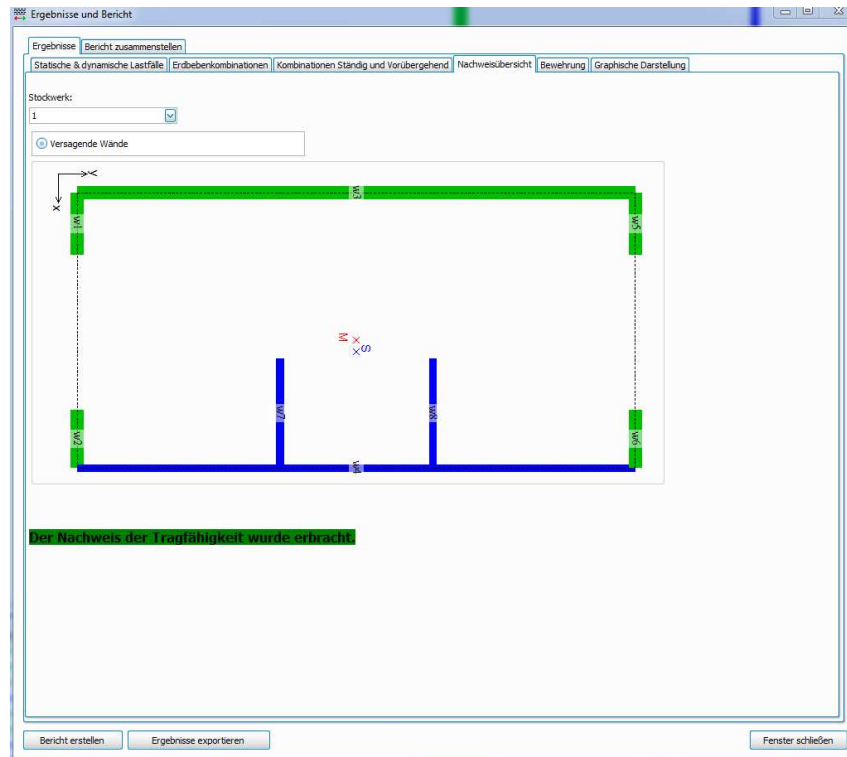 Ergebnisse und Bericht
Ergebnisse Bericht zusammenstellen
Statische & dynamische Lastfälle Erdbebenkombinationen Kombinationen Ständig und Vorübergehend Nachweisübersicht Bewehrung Graphische Darstellung
Stockwerk:
1
Versagende Wände
Y
X
w3
w1
w5
M
S
w7
w8
w2
w6
w4
Der Nachweis der Tragfähigkeit wurde erbracht.
Bericht erstellen Ergebnisse exportieren Fenster schließen